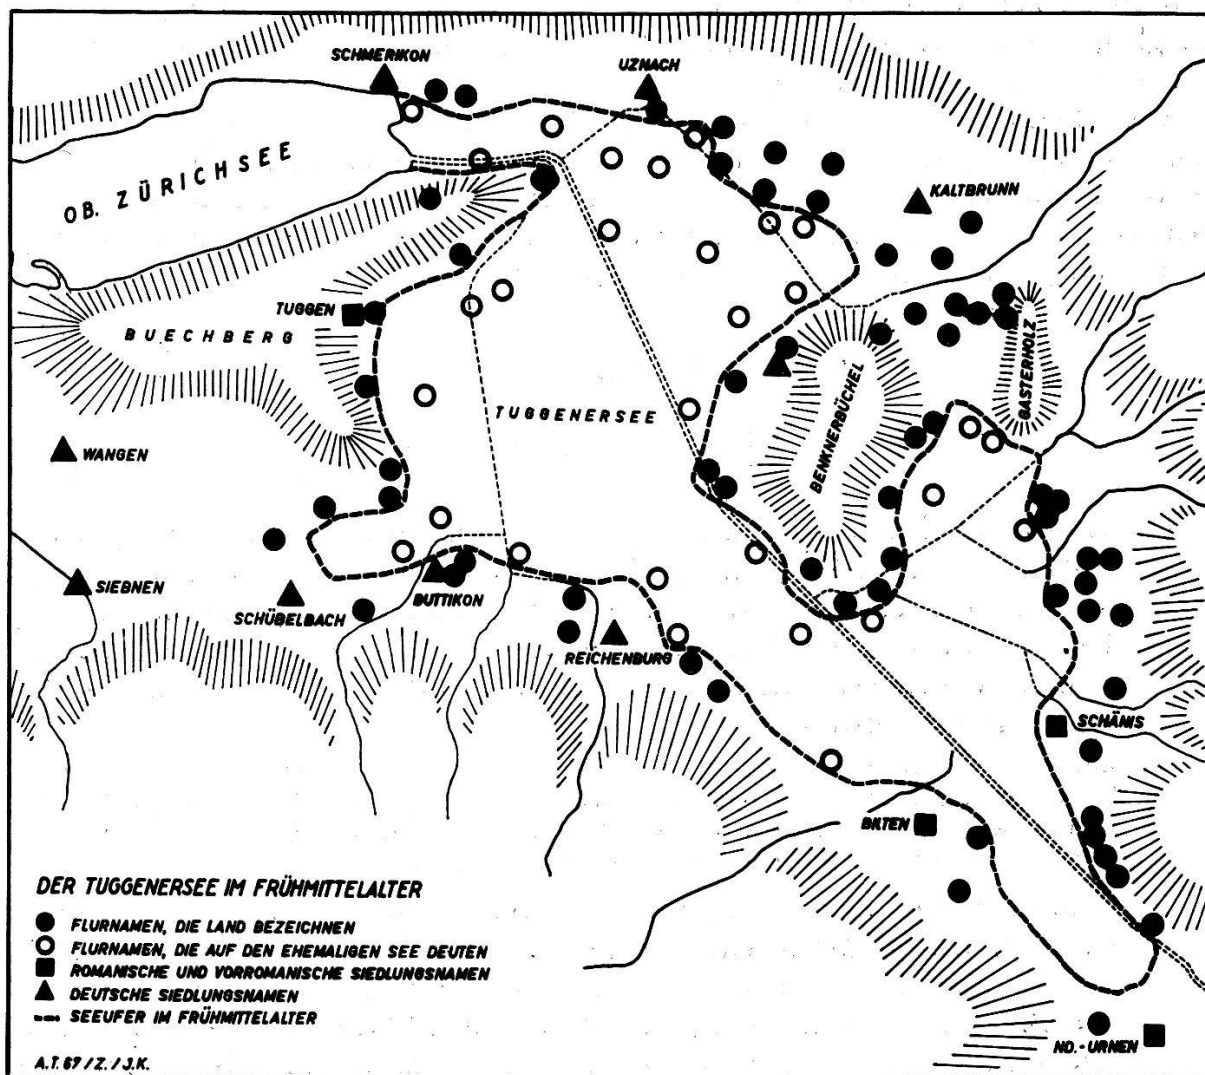 SCHMERIKON
UZNACH
OB. ZÜRICHSEE
KALTBRUNN
TUGGEN
BUECHBERG
GASTERHOLZ
TUGGENERSEE
BENKNERBÜCHEL
WANGEN
SIEBNEN
SCHÜBELBACH
BUTTIKON
REICHENBURG
SCHÄNIS
BILTEN
ND.-URNEN
DER TUGGENERSEE IM FRÜHMITTELALTER
FLURNAMEN, DIE LAND BEZEICHNEN
FLURNAMEN, DIE AUF DEN EHEMALIGEN SEE DEUTEN
ROMANISCHE UND VORROMANISCHE SIEDLUNGSNAMEN
DEUTSCHE SIEDLUNGSNAMEN
SEEUFER IM FRÜHMITTELALTER
A.T. 67 / Z. / J.K.